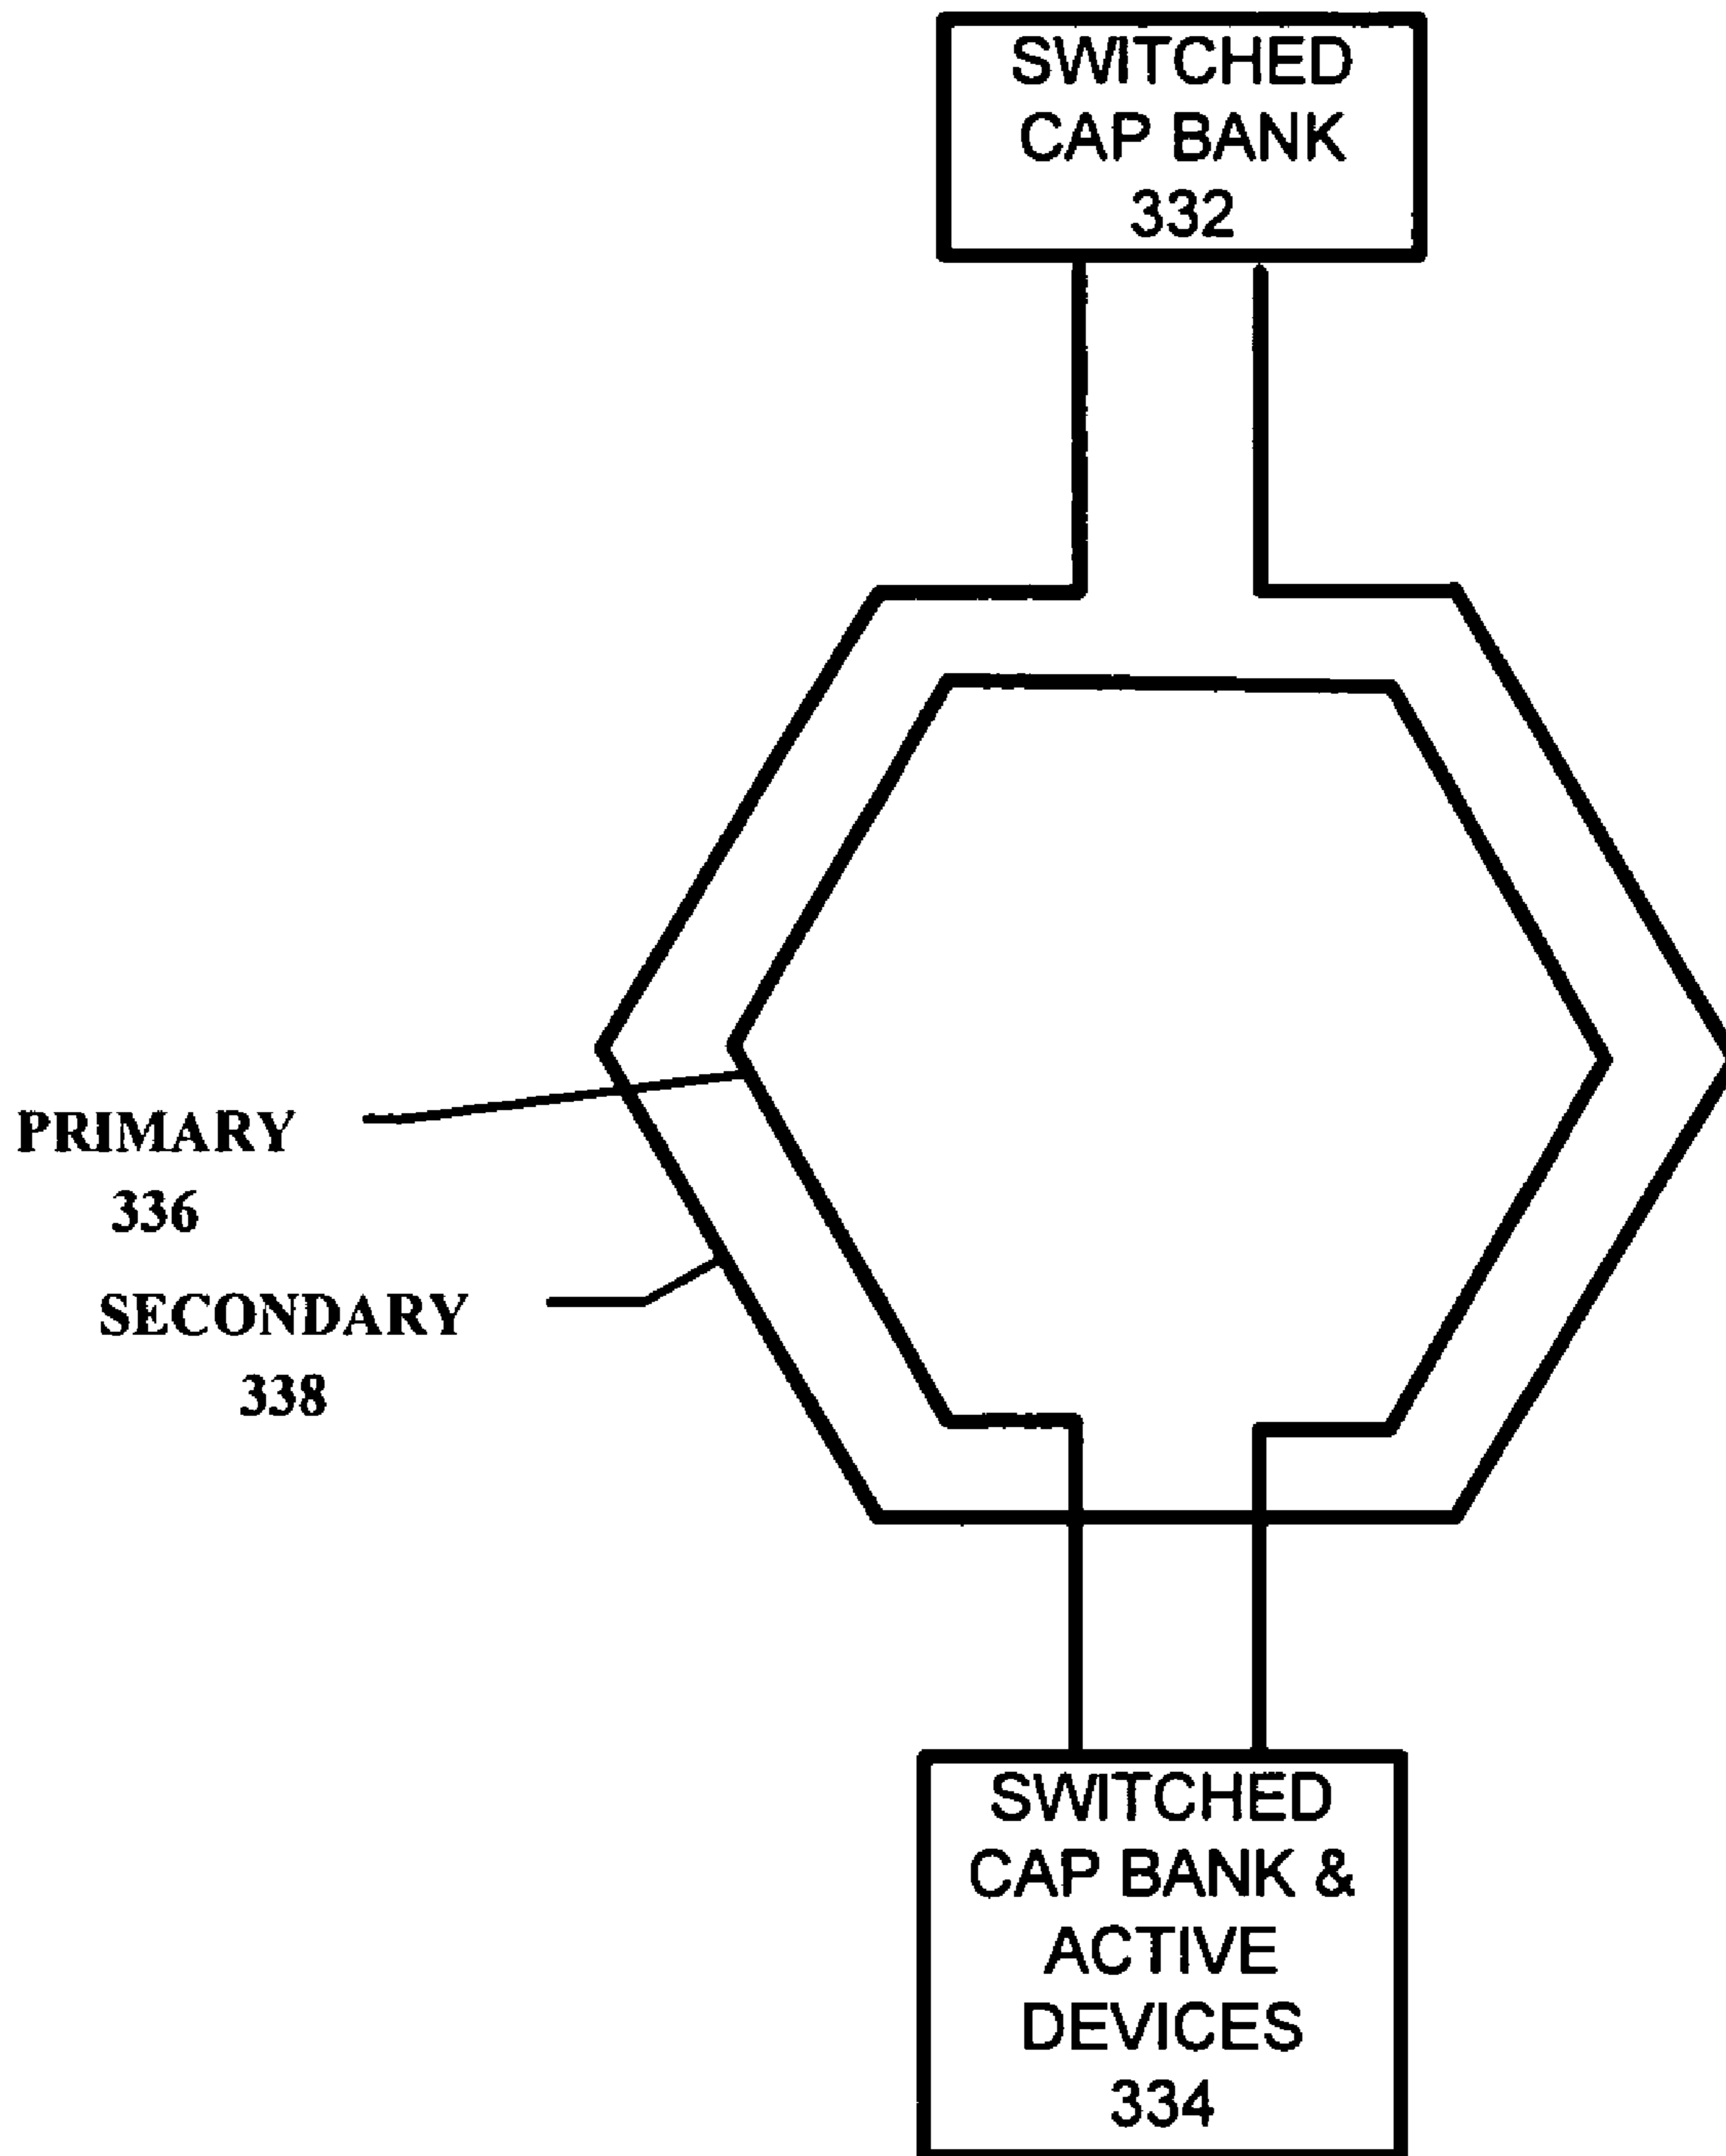 SWITCHED
CAP BANK
332
PRIMARY
336
SECONDARY
338
SWITCHED
CAP BANK &
ACTIVE
DEVICES
334